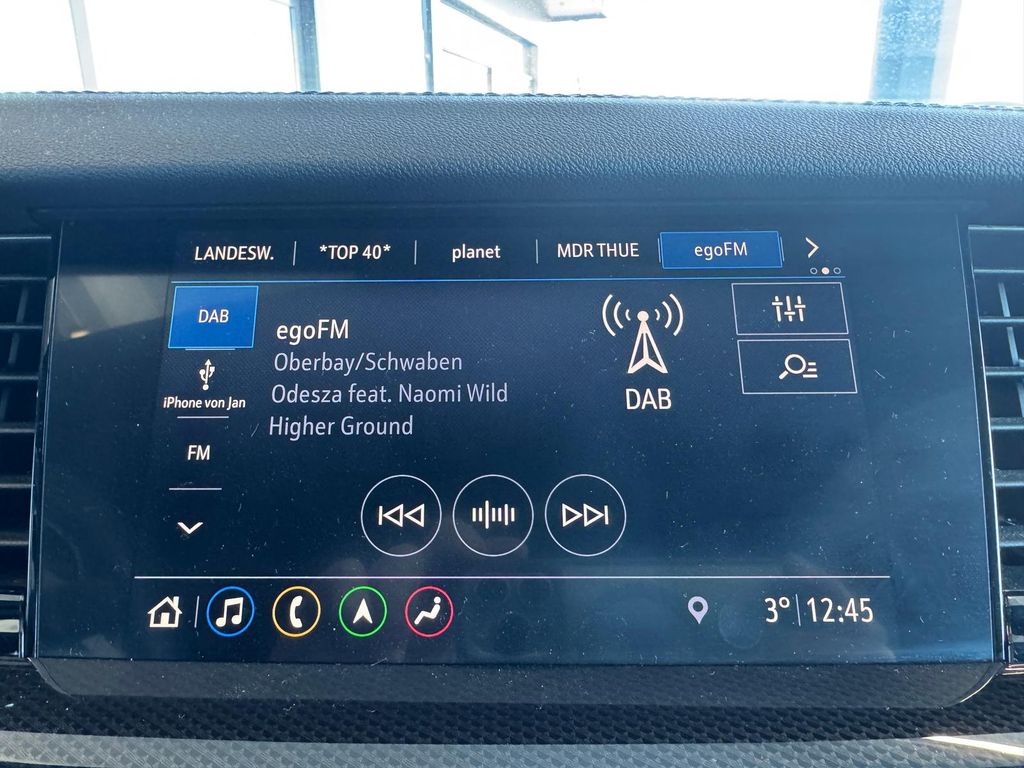 LANDESW. *TOP 40* planet MDR THUE egoFM
DAB
egoFM
Oberbay/Schwaben
Odesza feat. Naomi Wild
Higher Ground
DAB
iPhone von Jan
FM
3° 12:45